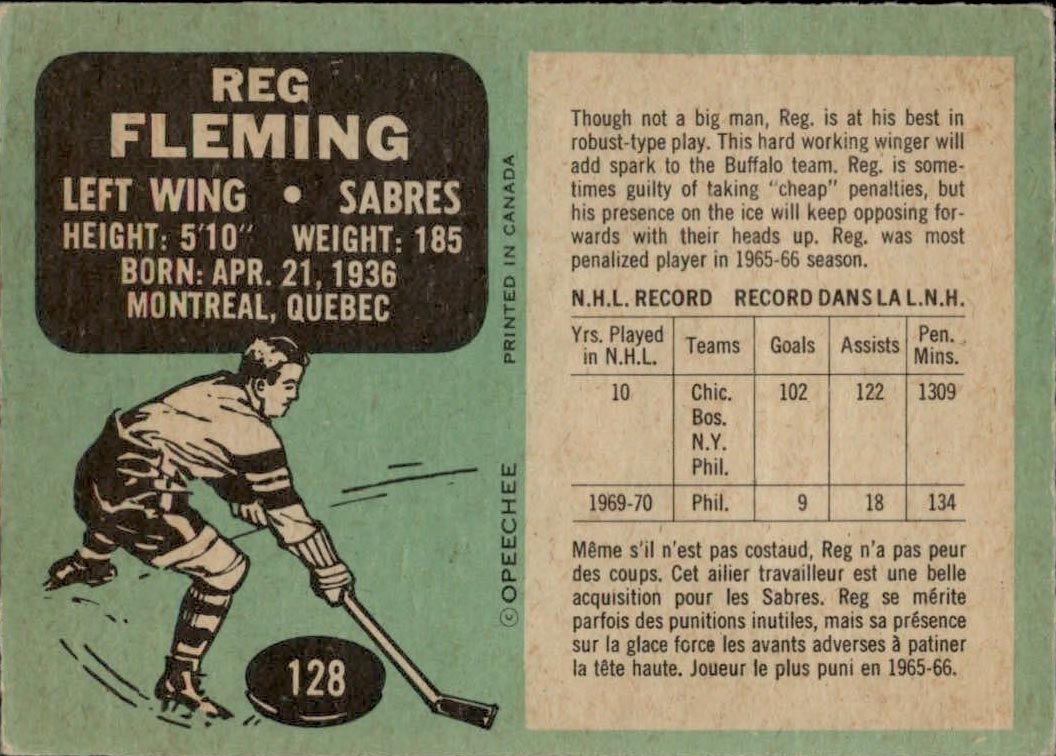 REG
FLEMING
LEFT WING • SABRES
HEIGHT: 5'10" WEIGHT: 185
BORN: APR. 21, 1936
MONTREAL, QUEBEC
128
© OPEECHEE PRINTED IN CANADA
Though not a big man, Reg. is at his best in
robust-type play. This hard working winger will
add spark to the Buffalo team. Reg. is some-
times guilty of taking "cheap" penalties, but
his presence on the ice will keep opposing for-
wards with their heads up. Reg. was most
penalized player in 1965-66 season.
N.H.L. RECORD RECORD DANS LA L.N.H.
Yrs. Played in N.H.L. Teams Goals Assists Pen. Mins.
10 Chic. 102 122 1309
Bos.
N.Y.
Phil.
1969-70 Phil. 9 18 134
Même s'il n'est pas costaud, Reg n'a pas peur
des coups. Cet ailier travailleur est une belle
acquisition pour les Sabres. Reg se mérite
parfois des punitions inutiles, mais sa présence
sur la glace force les avants adverses à patiner
la tête haute. Joueur le plus puni en 1965-66.